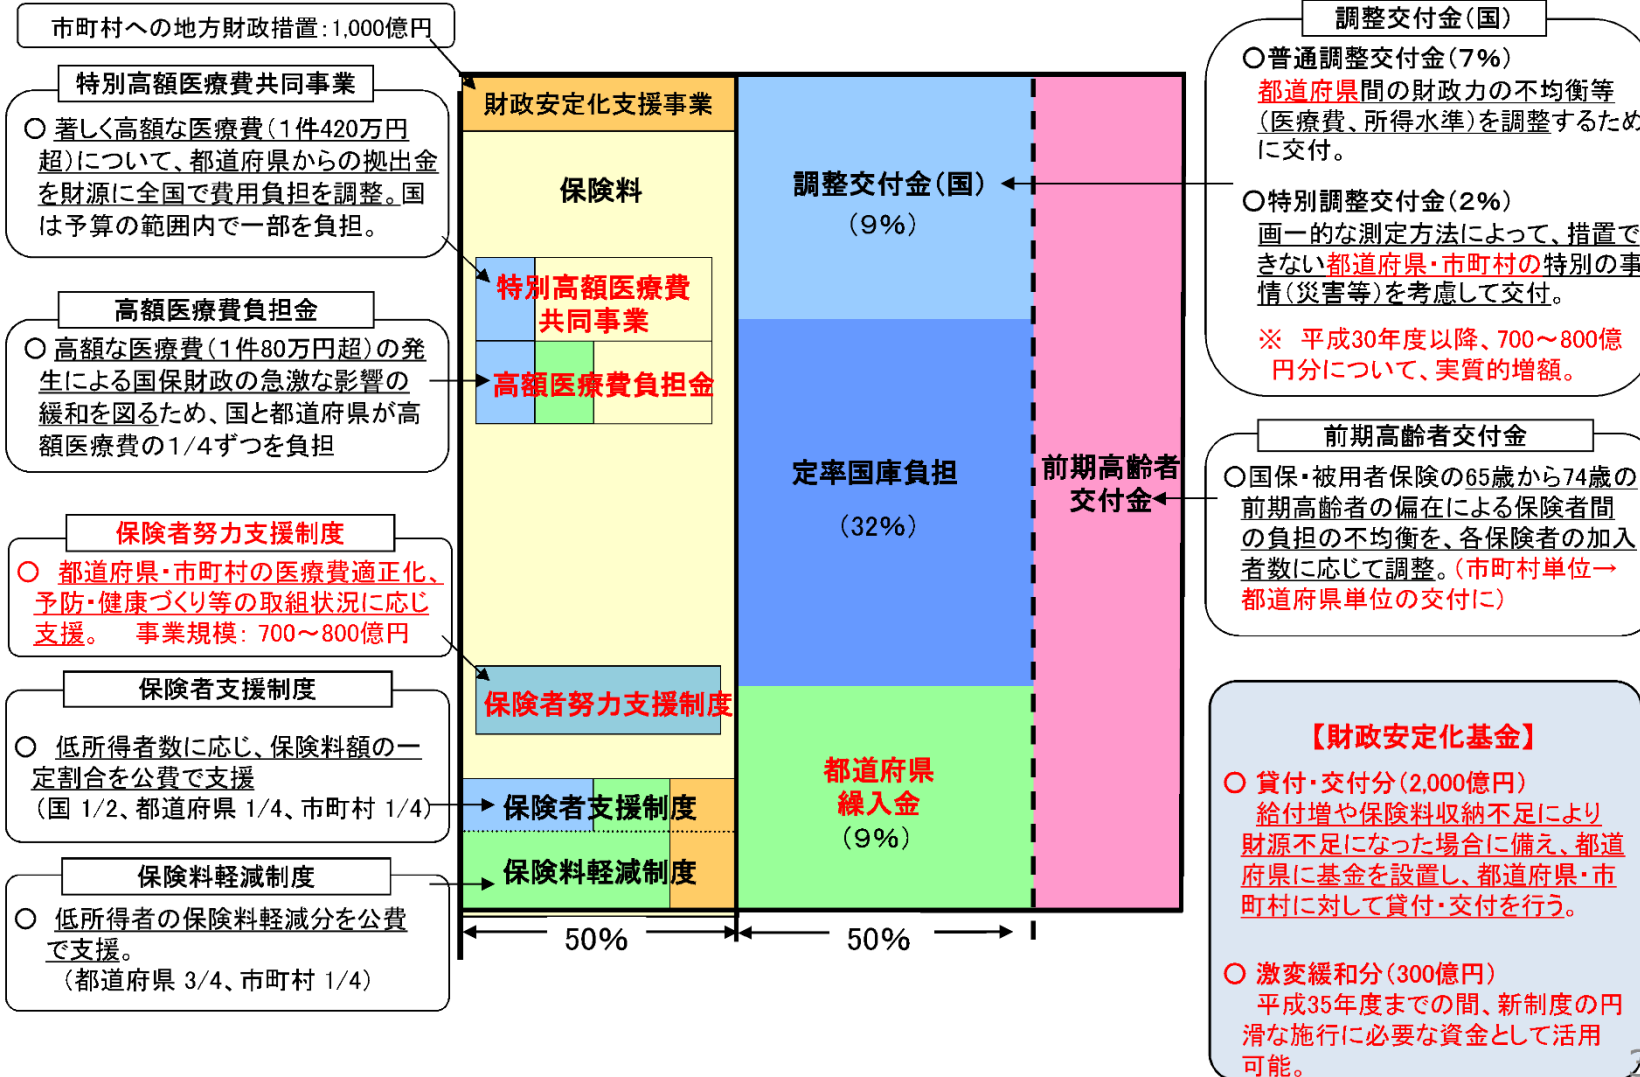 市町村への地方財政措置：1,000億円
特別高額医療費共同事業
○ 著しく高額な医療費（1件420万円
超）について、都道府県からの拠出金
を財源に全国で費用負担を調整。国
は予算の範囲内で一部を負担。
高額医療費負担金
○ 高額な医療費（1件80万円超）の発
生による国保財政の急激な影響の
緩和を図るため、国と都道府県が高
額医療費の1/4ずつを負担
保険者努力支援制度
○ 都道府県・市町村の医療費適正化、
予防・健康づくり等の取組状況に応じ
支援。 事業規模：700～800億円
保険者支援制度
○ 低所得者数に応じ、保険料額の一
定割合を公費で支援
（国 1/2、都道府県 1/4、市町村 1/4）
保険料軽減制度
○ 低所得者の保険料軽減分を公費
で支援。
（都道府県 3/4、市町村 1/4）
財政安定化支援事業
保険料
特別高額医療費
共同事業
高額医療費負担金
保険者努力支援制度
保険者支援制度
保険料軽減制度
50%
調整交付金（国）
（9%）
定率国庫負担
（32%）
都道府県
繰入金
（9%）
50%
前期高齢者
交付金
調整交付金（国）
○普通調整交付金（7%）
都道府県間の財政力の不均衡等
（医療費、所得水準）を調整するため
に交付。
○特別調整交付金（2%）
画一的な測定方法によって、措置で
きない都道府県・市町村の特別の事
情（災害等）を考慮して交付。
※ 平成30年度以降、700～800億
円分について、実質的増額。
前期高齢者交付金
○国保・被用者保険の65歳から74歳の
前期高齢者の偏在による保険者間
の負担の不均衡を、各保険者の加入
者数に応じて調整。（市町村単位→
都道府県単位の交付に）
【財政安定化基金】
○ 貸付・交付分（2,000億円）
給付増や保険料収納不足により
財源不足になった場合に備え、都道
府県に基金を設置し、都道府県・市
町村に対して貸付・交付を行う。
○ 激変緩和分（300億円）
平成35年度までの間、新制度の円
滑な施行に必要な資金として活用
可能。